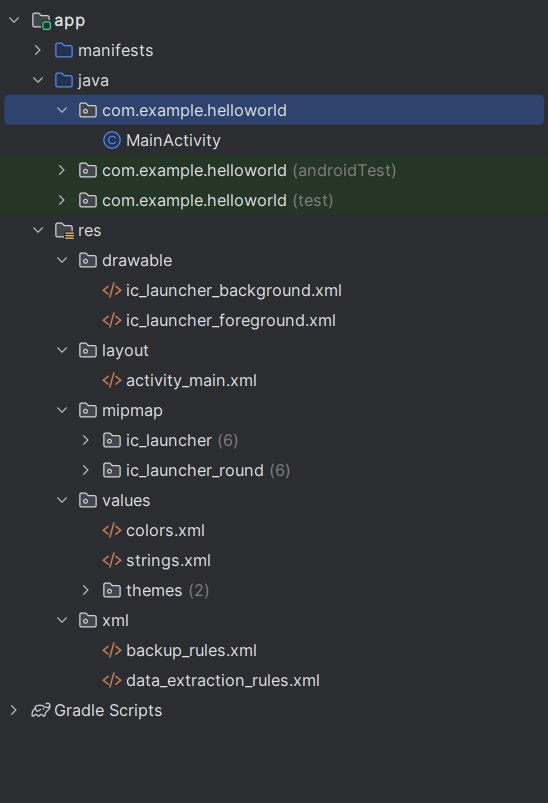 app
manifests
java
com.example.helloworld
MainActivity
com.example.helloworld (androidTest)
com.example.helloworld (test)
res
drawable
ic_launcher_background.xml
ic_launcher_foreground.xml
layout
activity_main.xml
mipmap
ic_launcher (6)
ic_launcher_round (6)
values
colors.xml
strings.xml
themes (2)
xml
backup_rules.xml
data_extraction_rules.xml
Gradle Scripts